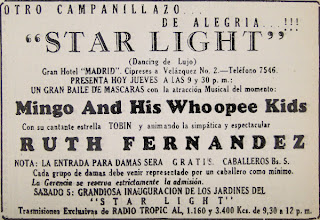 OTRO CAMPANILLAZO...
DE ALEGRIA...!!!
"STAR LIGHT"
(Dancing de Lujo)
Gran Hotel "MADRID". Cipreses a Velázquez No. 2.—Teléfono 7546.
PRESENTA HOY JUEVES A LAS 9 y 30 p. m.:
UN GRAN BAILE DE MASCARAS con la atracción Musical del momento:
Mingo And His Whoopee Kids
Con su cantante estrella TOBIN y animando la simpática y espectacular
RUTH FERNANDEZ
NOTA: LA ENTRADA PARA DAMAS SERA GRATIS. CABALLEROS Bs. 5.
Cada grupo de damas debe venir representado por un caballero como mínimo.
La Gerencia se reserva estrictamente la admisión.
SABADO 5: GRANDIOSA INAUGURACION DE LOS JARDINES DEL
"STAR LIGHT"
Trasmisiones Exclusivas de RADIO TROPICAL, 1.160 y 3.400 Kcs. de 9,30 a 12 p. m.